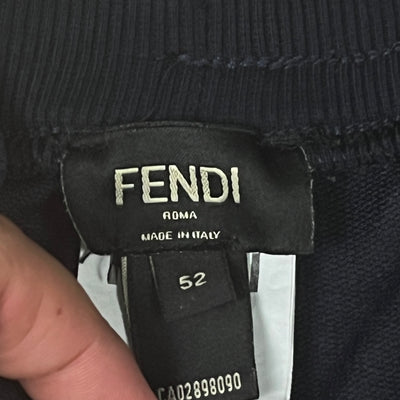 FENDI
ROMA
MADE IN ITALY
52
CA02898090